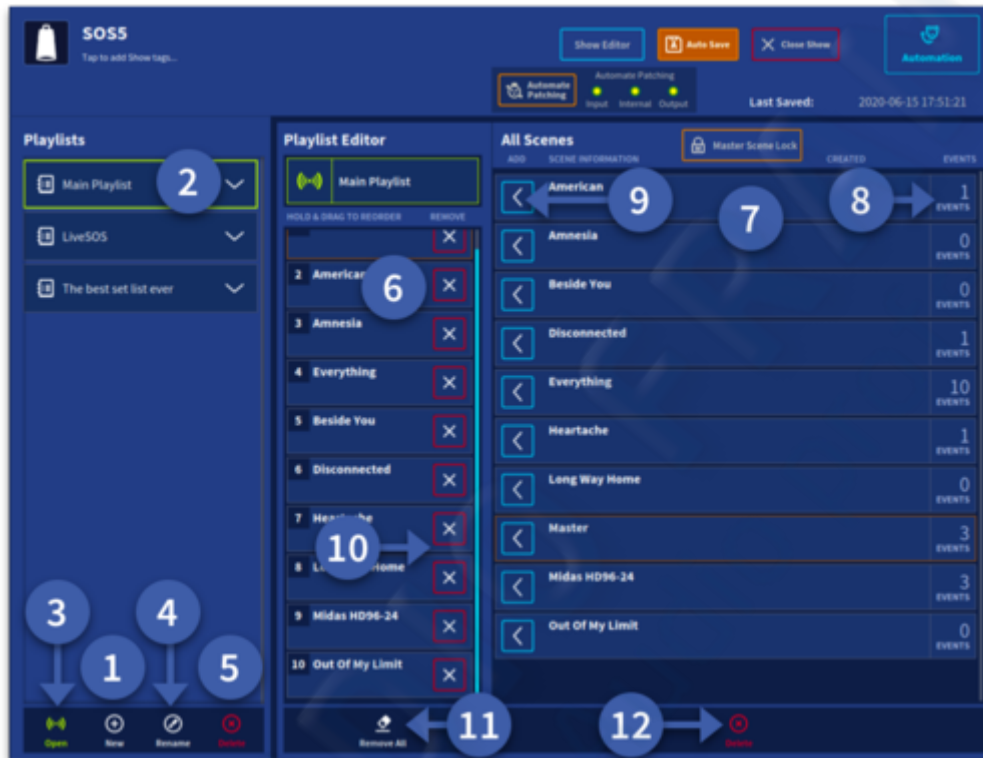 SOS5
Tap to add Show tags...
Show Editor
Auto Save
Close Show
Automation
Automate Patching
Automate Patching
Input Internal Output
Last Saved: 2020-06-15 17:51:21
Playlists
Main Playlist
2
LiveSOS
The best set list ever
3
1
4
5
Open
New
Rename
Delete
Playlist Editor
Main Playlist
HOLD & DRAG TO REORDER REMOVE
2 American
6
3 Amnesia
4 Everything
5 Beside You
6 Disconnected
7
10
8
9 Midas HD96-24
10 Out Of My Limit
Remove All
11
All Scenes
Master Scene Lock
ADD SCENE INFORMATION CREATED EVENTS
American 1 EVENTS
9
7
8
Amnesia 0 EVENTS
Beside You 0 EVENTS
Disconnected 1 EVENTS
Everything 10 EVENTS
Heartache 1 EVENTS
Long Way Home 0 EVENTS
Master 3 EVENTS
Midas HD96-24 3 EVENTS
Out Of My Limit 0 EVENTS
12
Delete